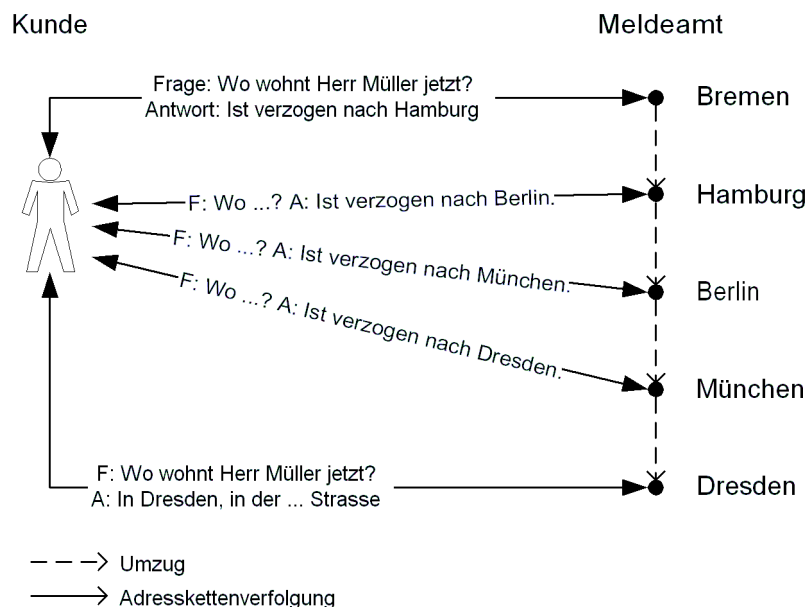 Kunde
Meldeamt
Frage: Wo wohnt Herr Müller jetzt?
Antwort: Ist verzogen nach Hamburg
Bremen
F: Wo ...? A: Ist verzogen nach Berlin.
Hamburg
F: Wo ...? A: Ist verzogen nach München.
Berlin
F: Wo ...? A: Ist verzogen nach Dresden.
München
F: Wo wohnt Herr Müller jetzt?
A: In Dresden, in der ... Strasse
Dresden
Umzug
Adresskettenverfolgung